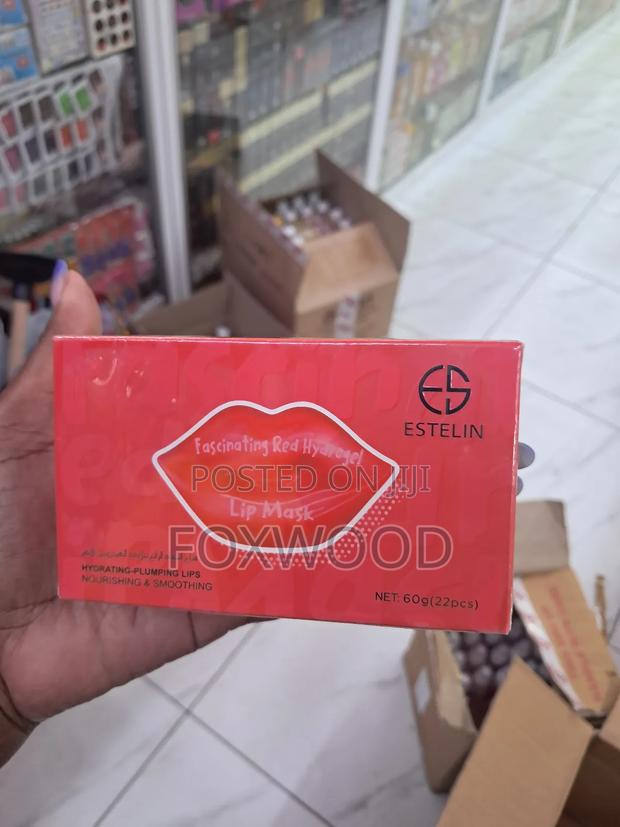 ES
ESTELIN
Fascinating Red Hydrogel
Lip Mask
POSTED ON JIJI
FOXWOOD
HYDRATING-PLUMPING LIPS
NOURISHING & SMOOTHING
NET: 60g(22pcs)